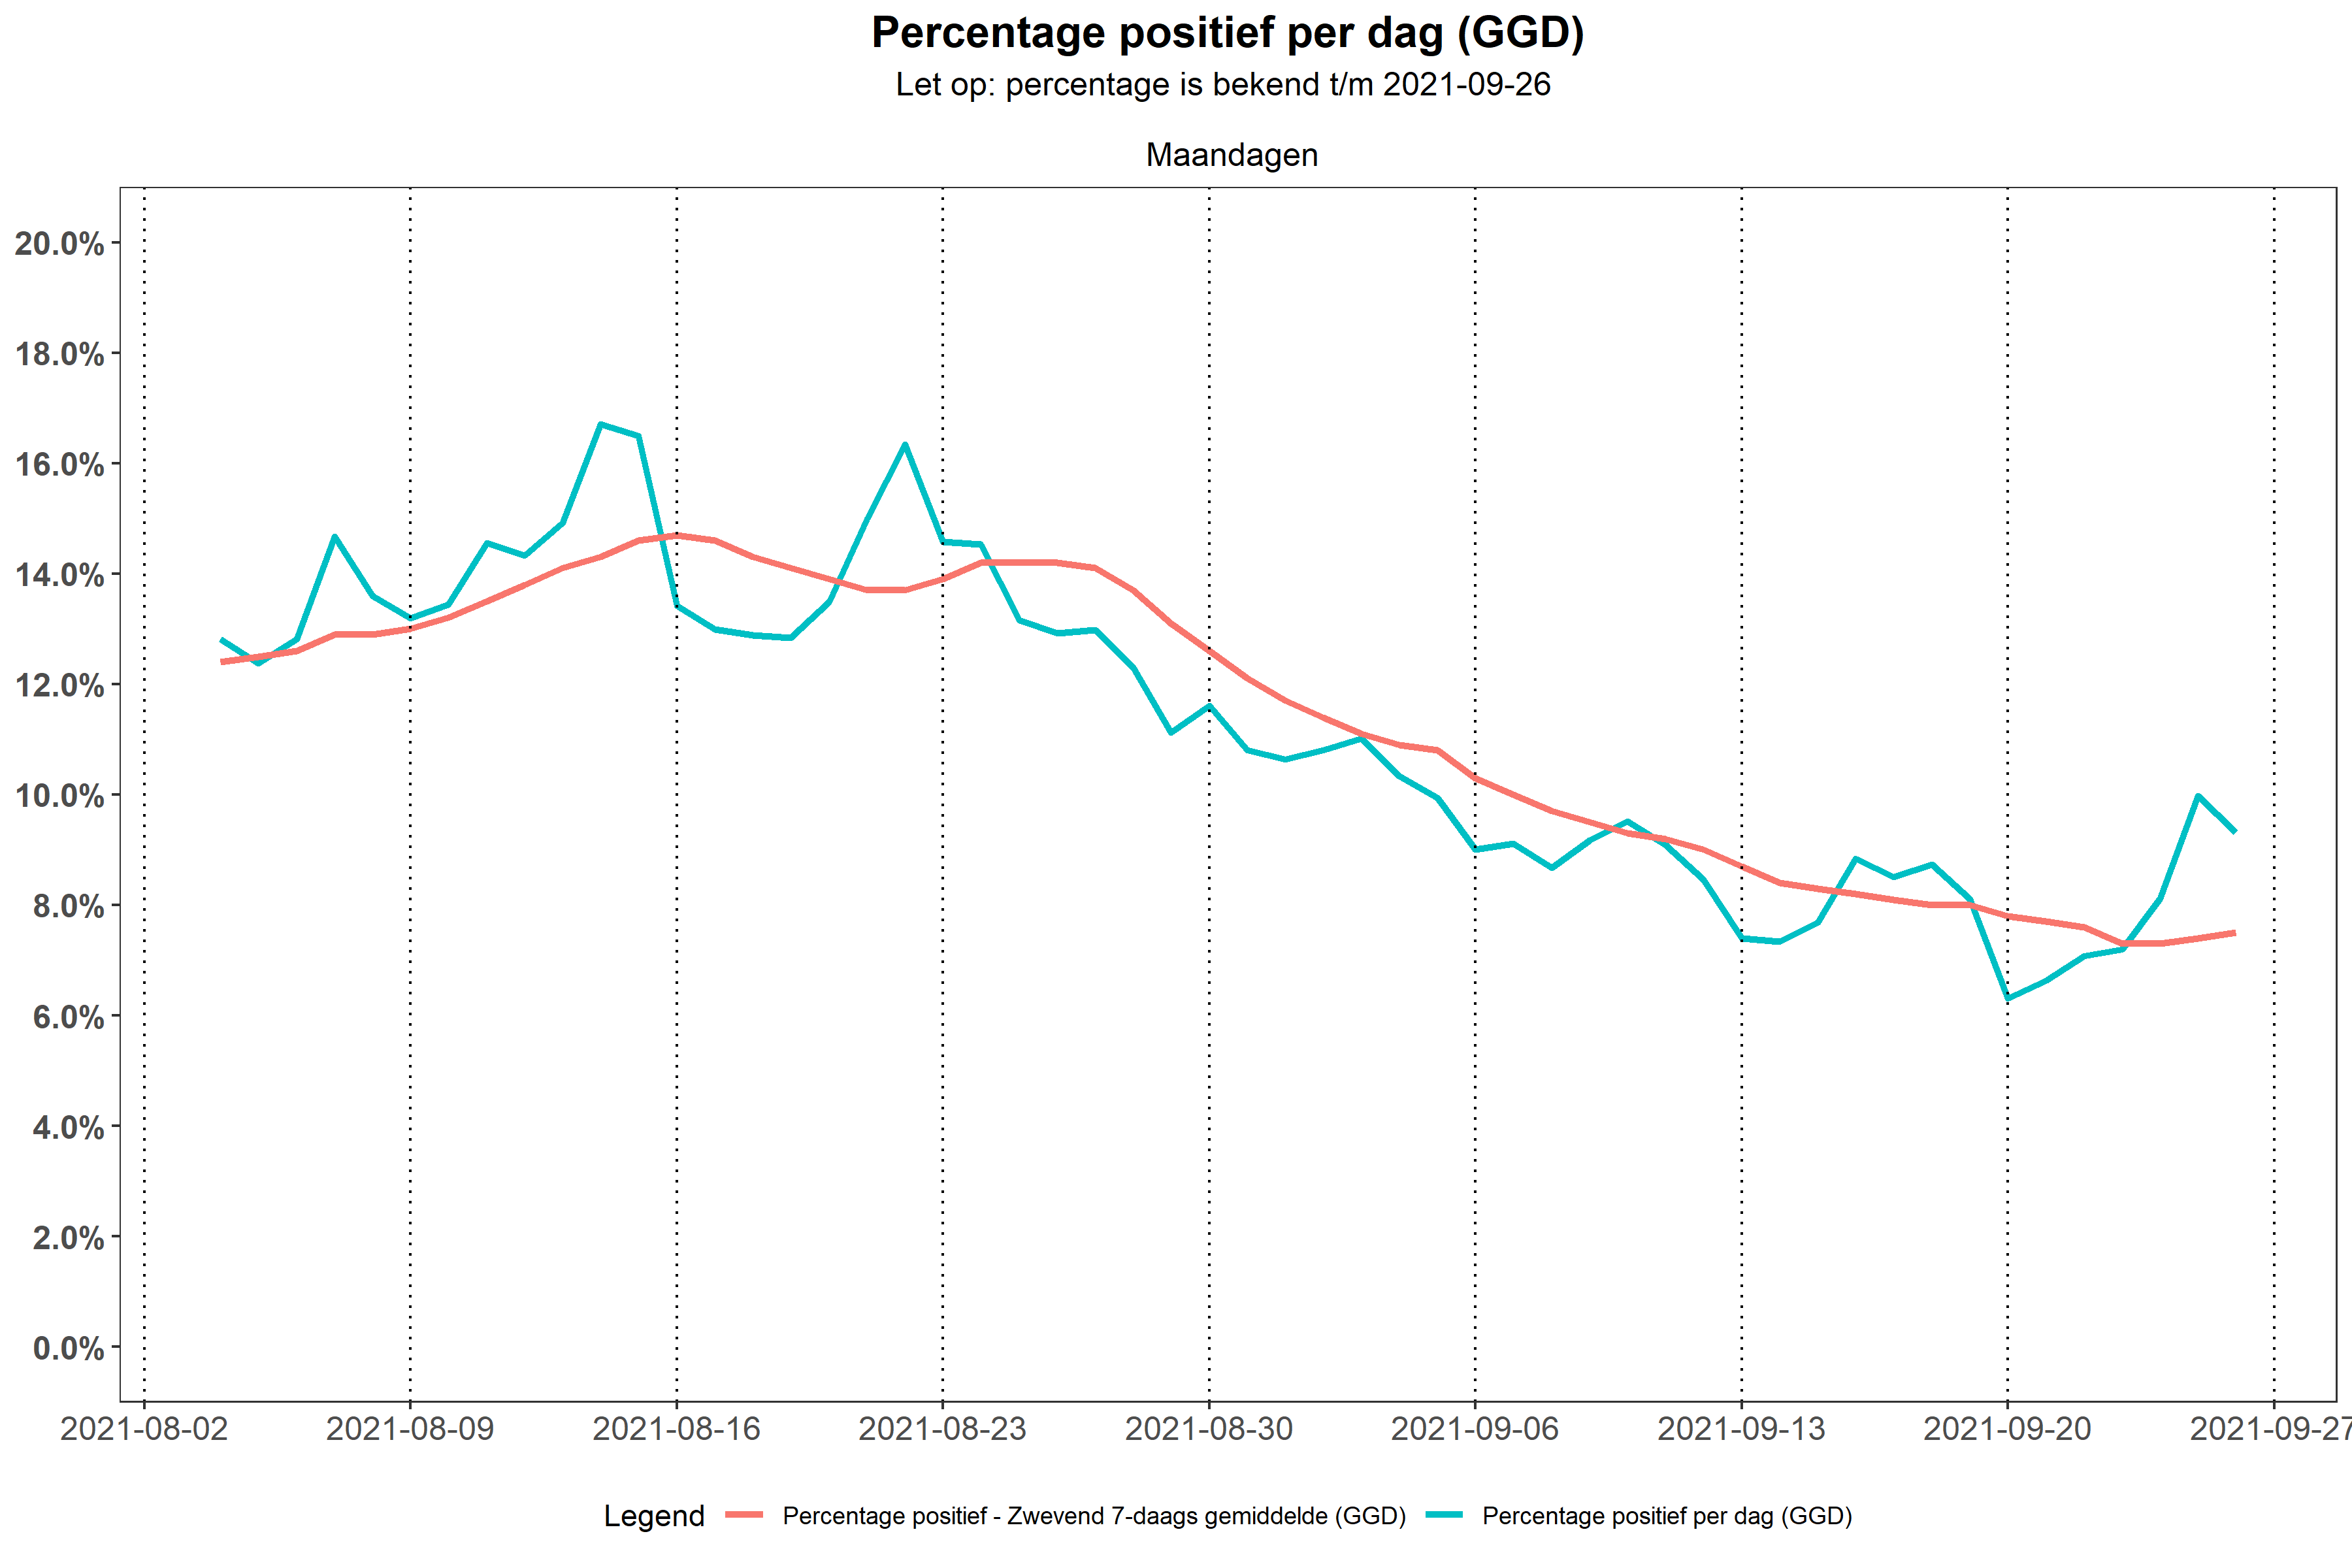 Percentage positief per dag (GGD)
Let op: percentage is bekend t/m 2021-09-26
Maandagen
20.0%
18.0%
16.0%
14.0%
12.0%
10.0%
8.0%
6.0%
4.0%
2.0%
0.0%
2021-08-02 2021-08-09 2021-08-16 2021-08-23 2021-08-30 2021-09-06 2021-09-13 2021-09-20 2021-09-27
Legend Percentage positief - Zwevend 7-daags gemiddelde (GGD) Percentage positief per dag (GGD)